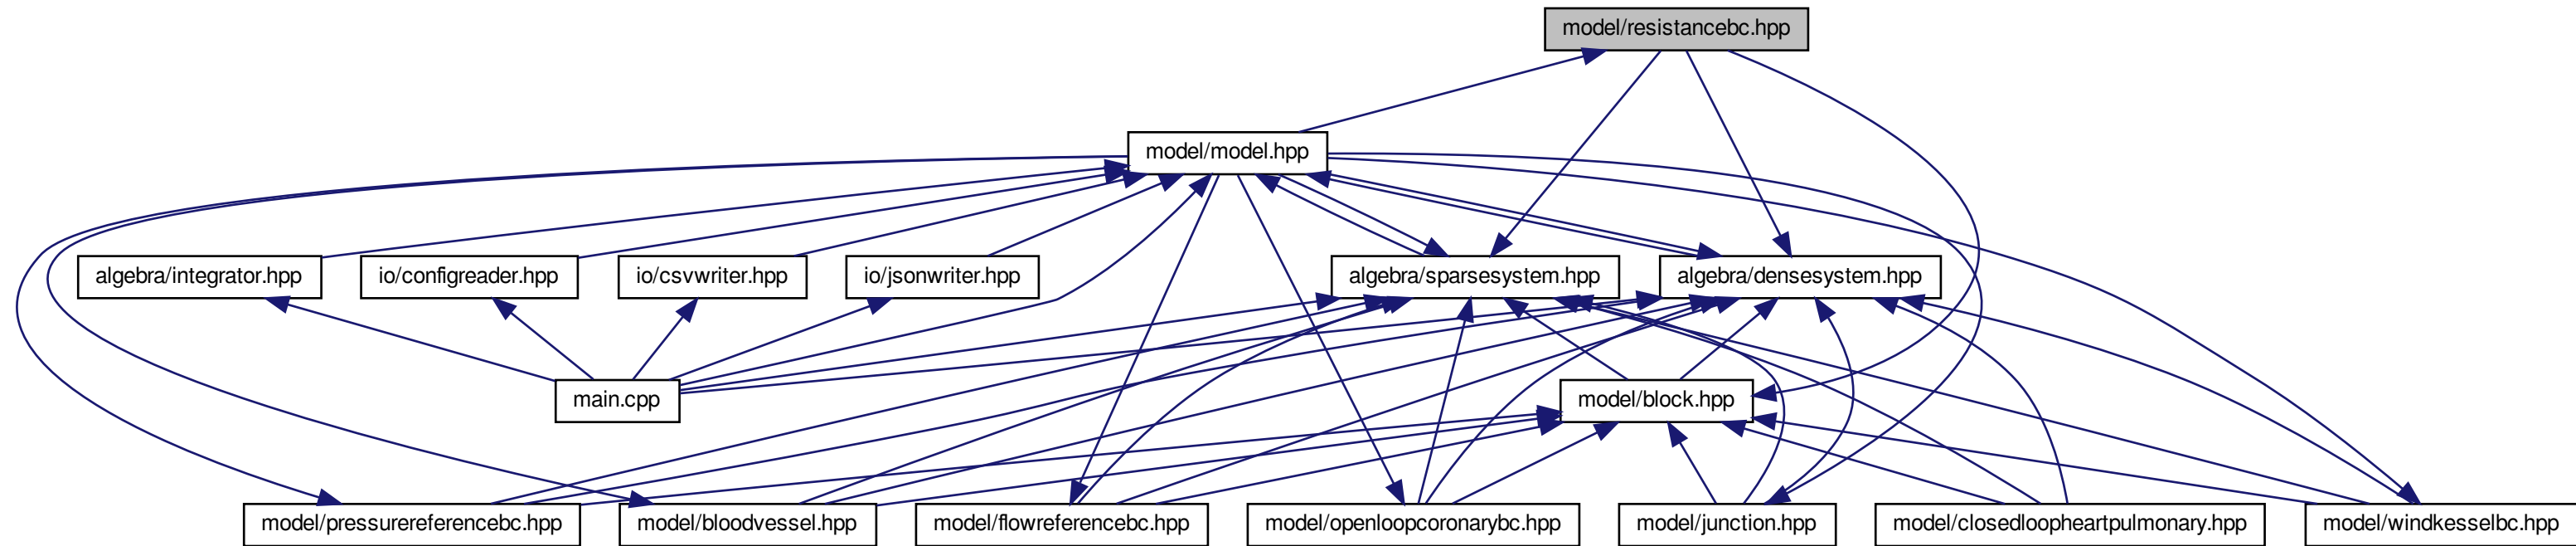 model/resistancebc.hpp
model/model.hpp
algebra/integrator.hpp
io/configreader.hpp
io/csvwriter.hpp
io/jsonwriter.hpp
algebra/sparsesystem.hpp
algebra/densesystem.hpp
main.cpp
model/block.hpp
model/pressurereferencebc.hpp
model/bloodvessel.hpp
model/flowreferencebc.hpp
model/openloopcoronarybc.hpp
model/junction.hpp
model/closedloopheartpulmonary.hpp
model/windkesselbc.hpp